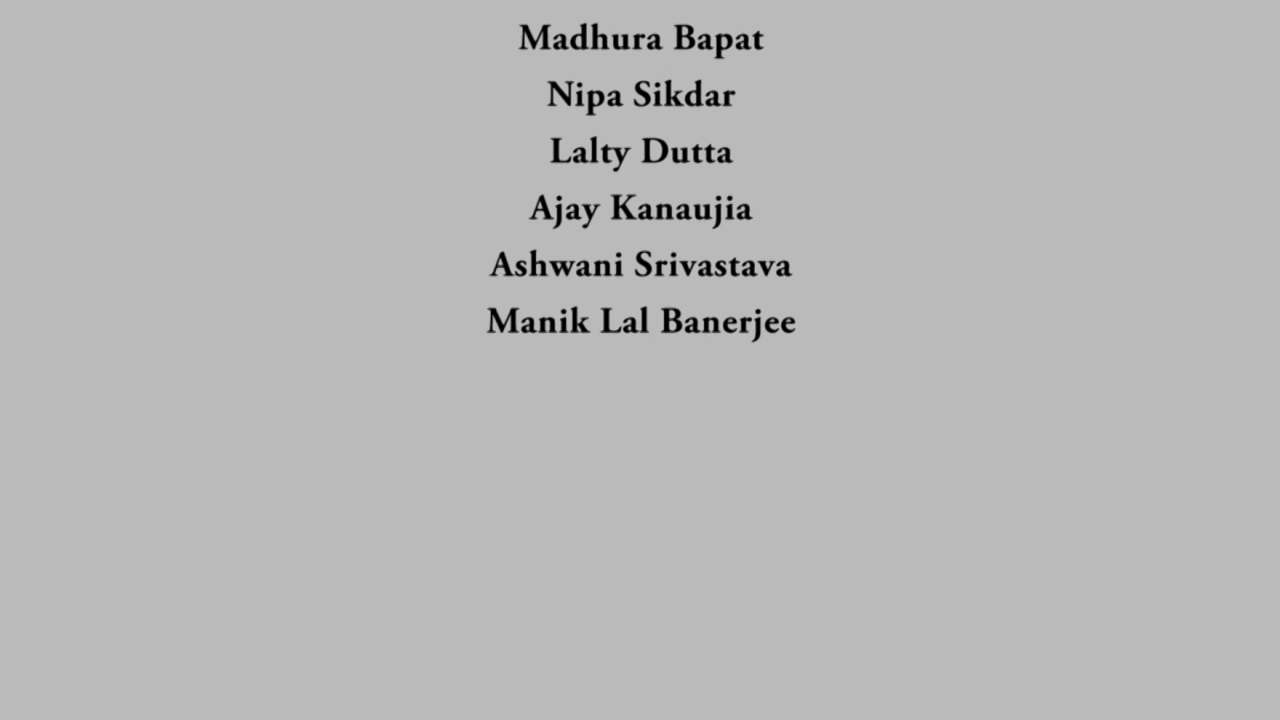 Madhura Bapat
Nipa Sikdar
Lalty Dutta
Ajay Kanaujia
Ashwani Srivastava
Manik Lal Banerjee